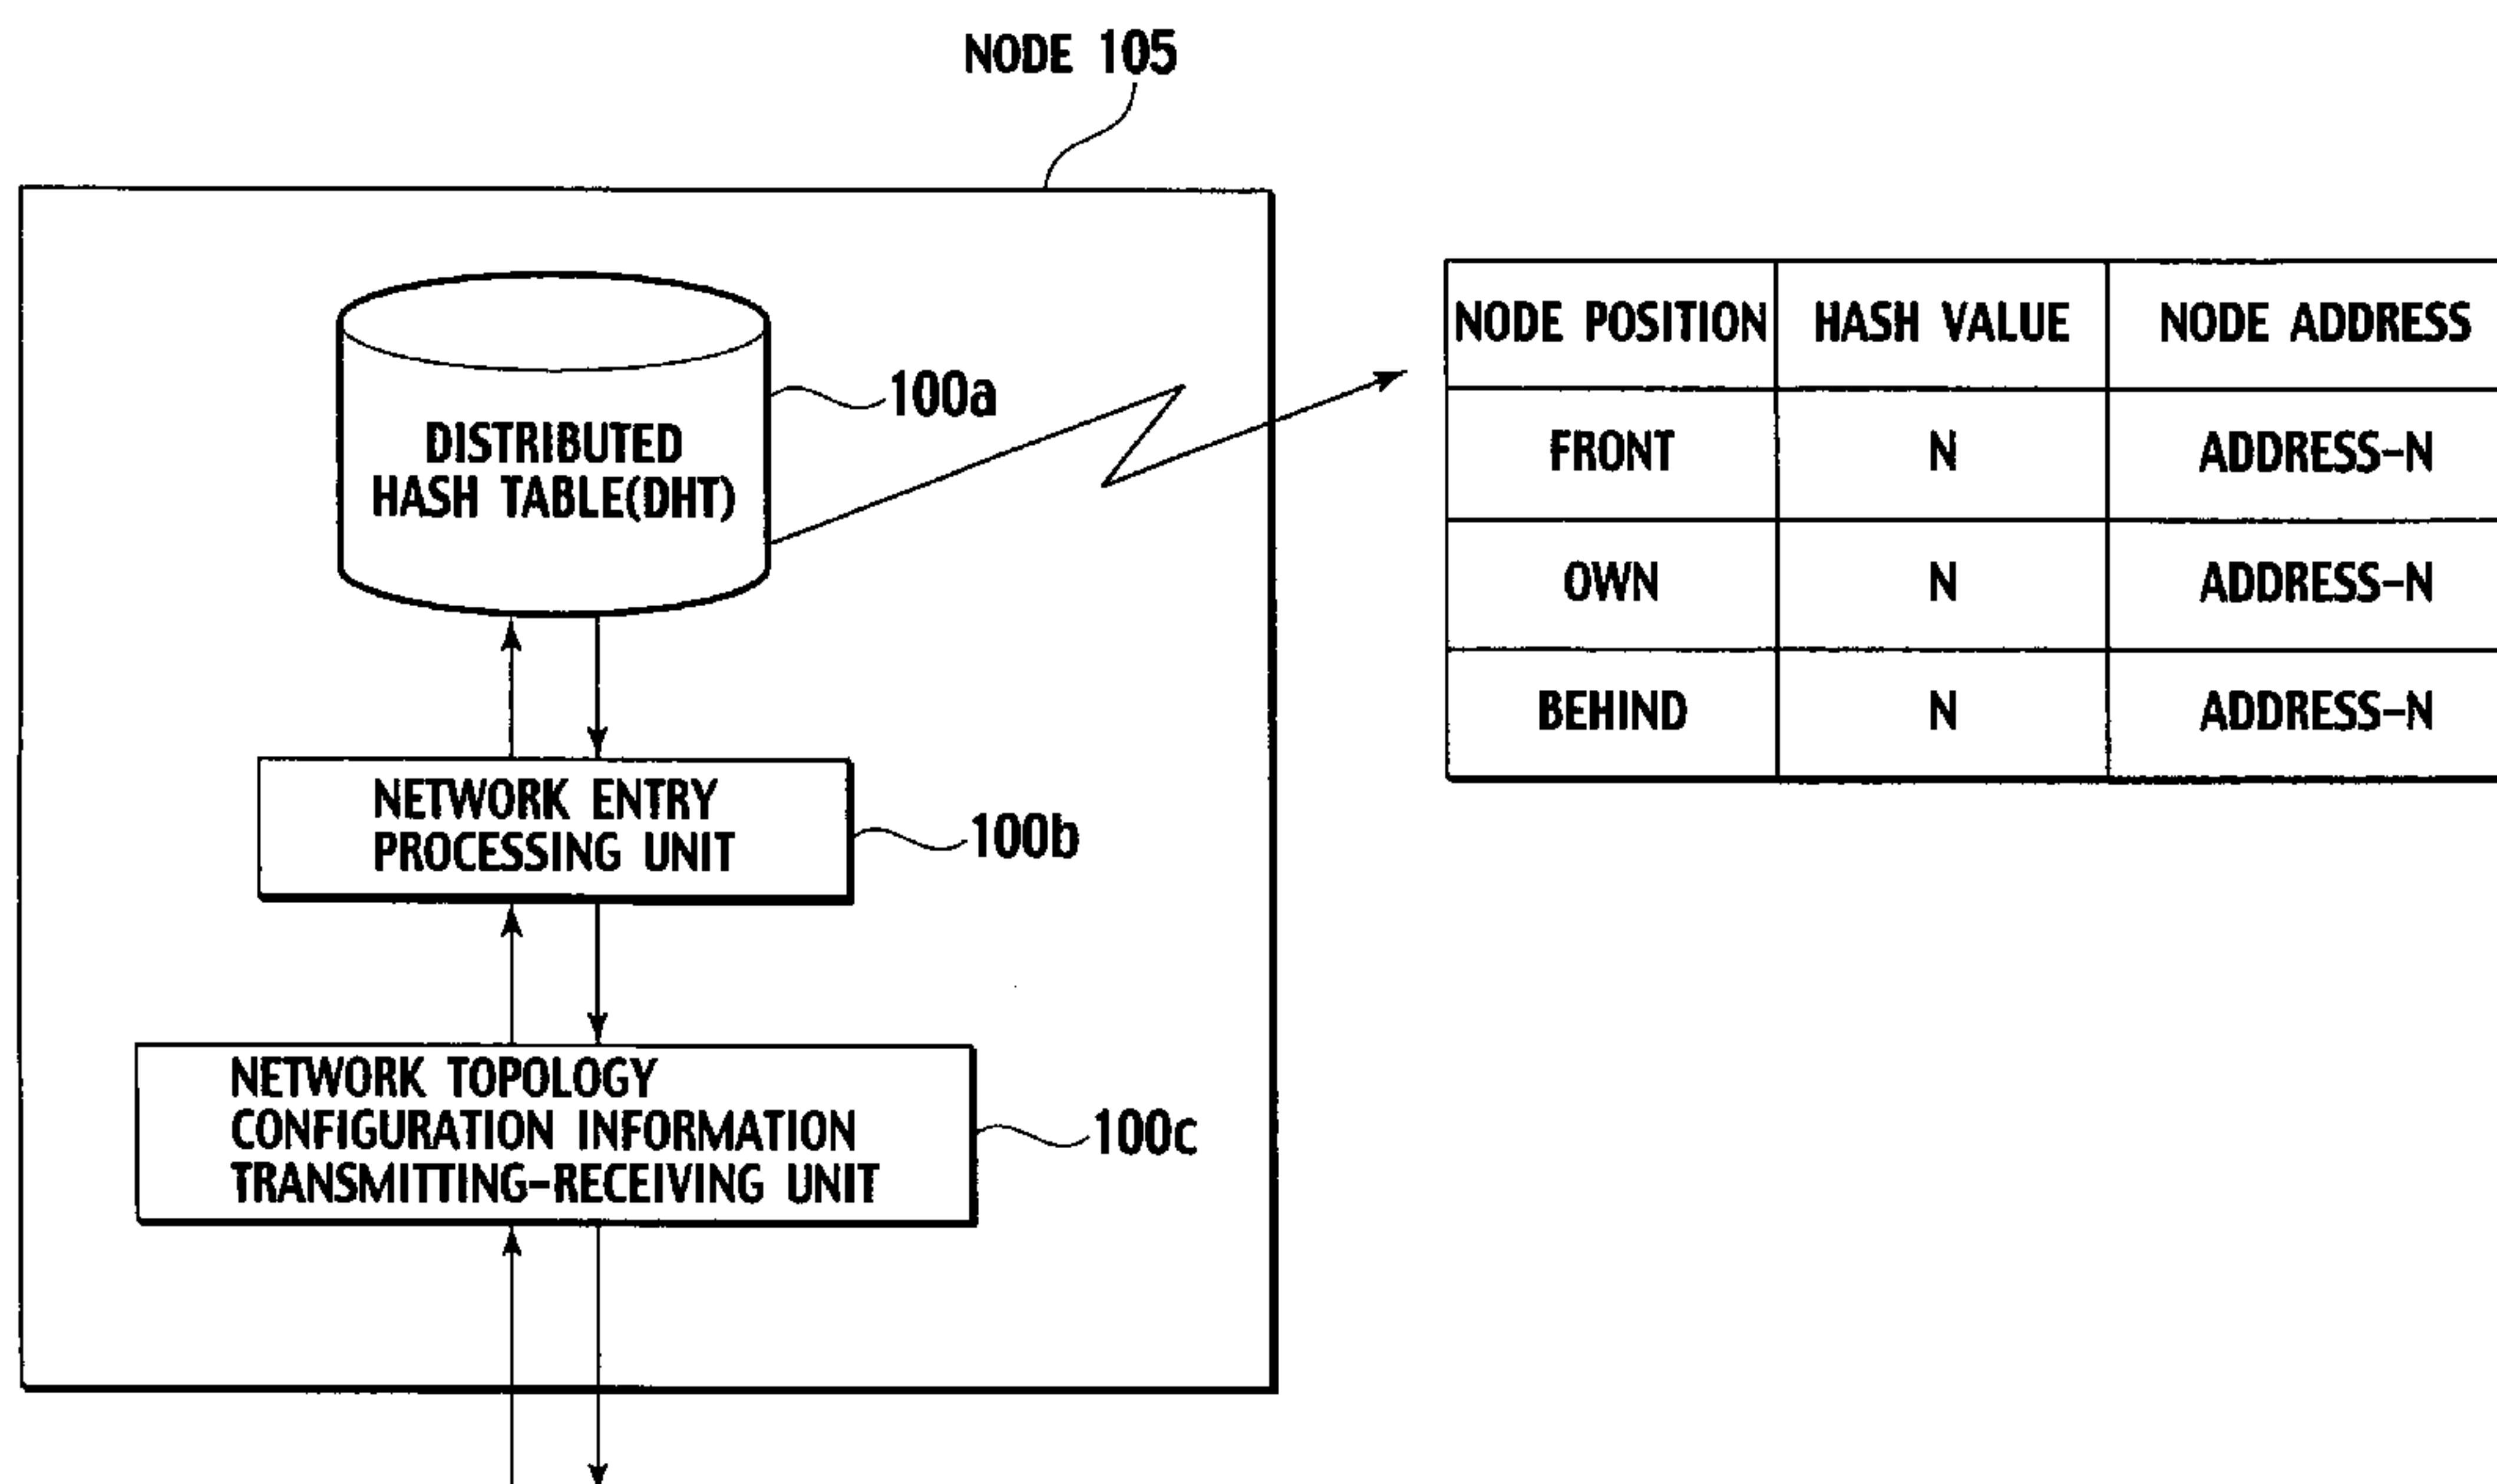 NODE 105
100a
DISTRIBUTED
HASH TABLE(DHT)
NETWORK ENTRY
PROCESSING UNIT
100b
NETWORK TOPOLOGY
CONFIGURATION INFORMATION
TRANSMITTING-RECEIVING UNIT
100c
NODE POSITION HASH VALUE NODE ADDRESS
FRONT N ADDRESS-N
OWN N ADDRESS-N
BEHIND N ADDRESS-N